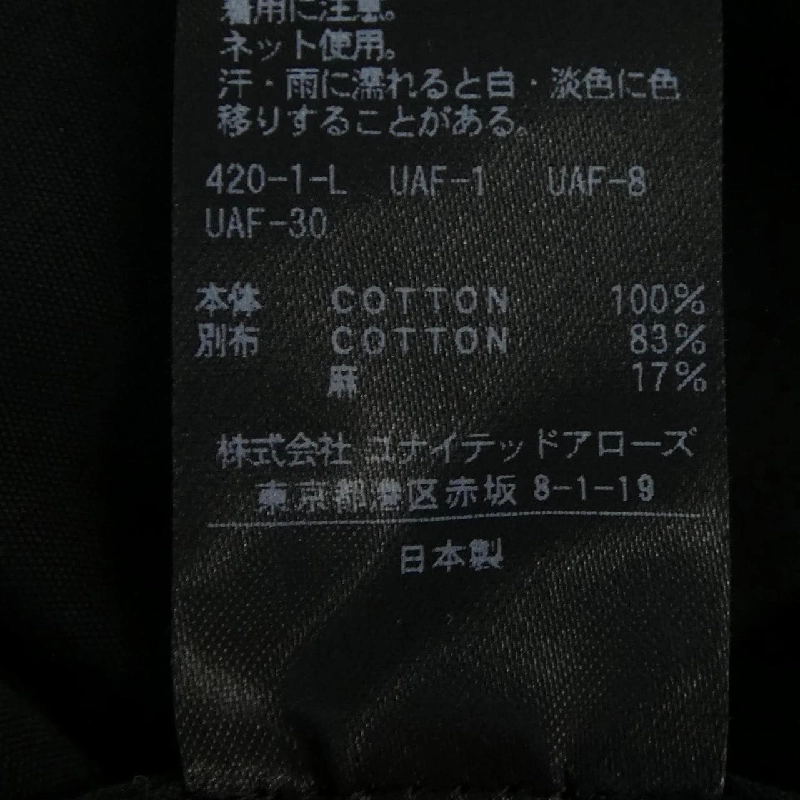 着用に注意。
ネット使用。
汗・雨に濡れると白・淡色に色
移りすることがある。
420-1-L UAF-1 UAF-8
UAF-30
本体 COTTON 100%
別布 COTTON 83%
麻 17%
株式会社 ユナイテッドアローズ
東京都港区赤坂 8-1-19
日本製